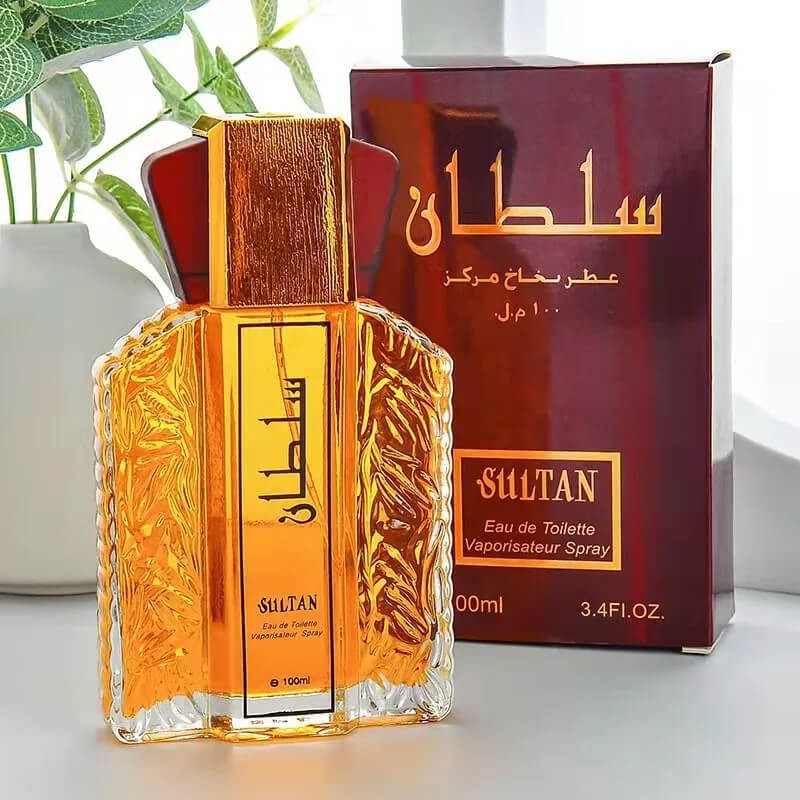 سلطان
عطر بخاخ مركز
١٠٠ م.ل.
SULTAN
Eau de Toilette
Vaporisateur Spray
00ml 3.4Fl.OZ.
سلطان
SULTAN
Eau de Toilette
Vaporisateur Spray
100ml